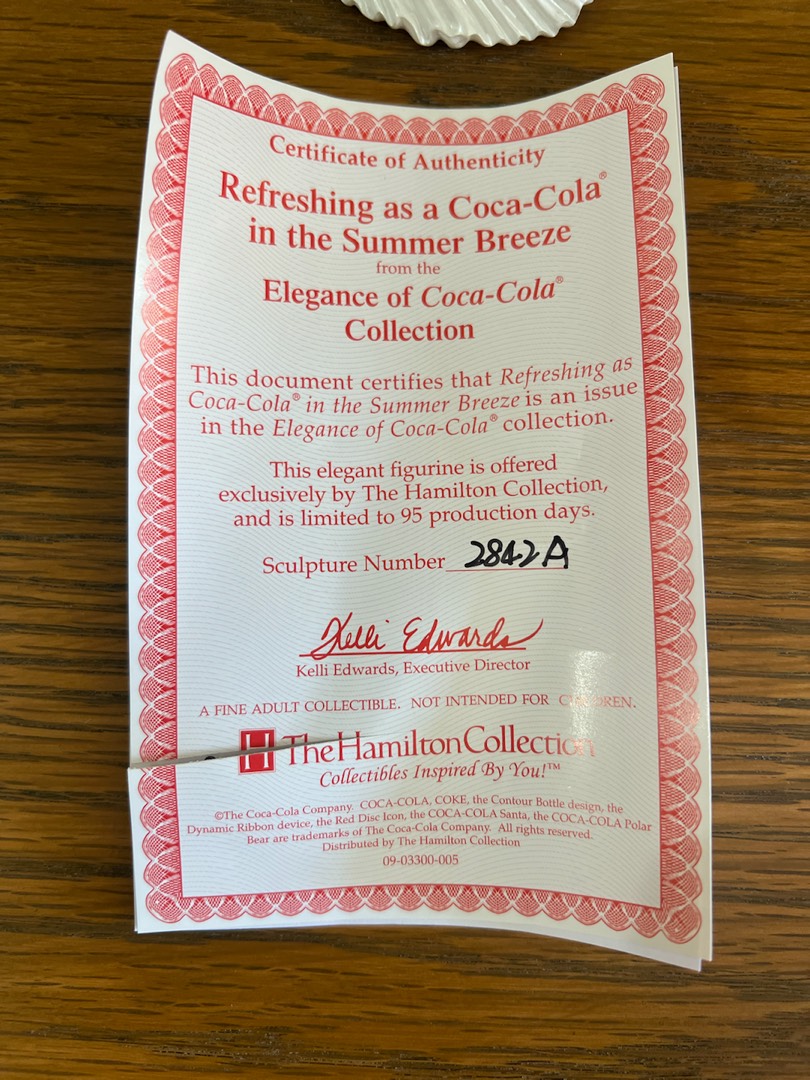 Certificate of Authenticity
Refreshing as a Coca-Cola®
in the Summer Breeze
from the
Elegance of Coca-Cola®
Collection
This document certifies that Refreshing as
Coca-Cola® in the Summer Breeze is an issue
in the Elegance of Coca-Cola® collection.
This elegant figurine is offered
exclusively by The Hamilton Collection,
and is limited to 95 production days.
Sculpture Number 2842A
Kelli Edwards
Kelli Edwards, Executive Director
A FINE ADULT COLLECTIBLE. NOT INTENDED FOR CHILDREN.
H The Hamilton Collection
Collectibles Inspired By You!™
©The Coca-Cola Company. COCA-COLA, COKE, the Contour Bottle design, the
Dynamic Ribbon device, the Red Disc Icon, the COCA-COLA Santa, the COCA-COLA Polar
Bear are trademarks of The Coca-Cola Company. All rights reserved.
Distributed by The Hamilton Collection
09-03300-005